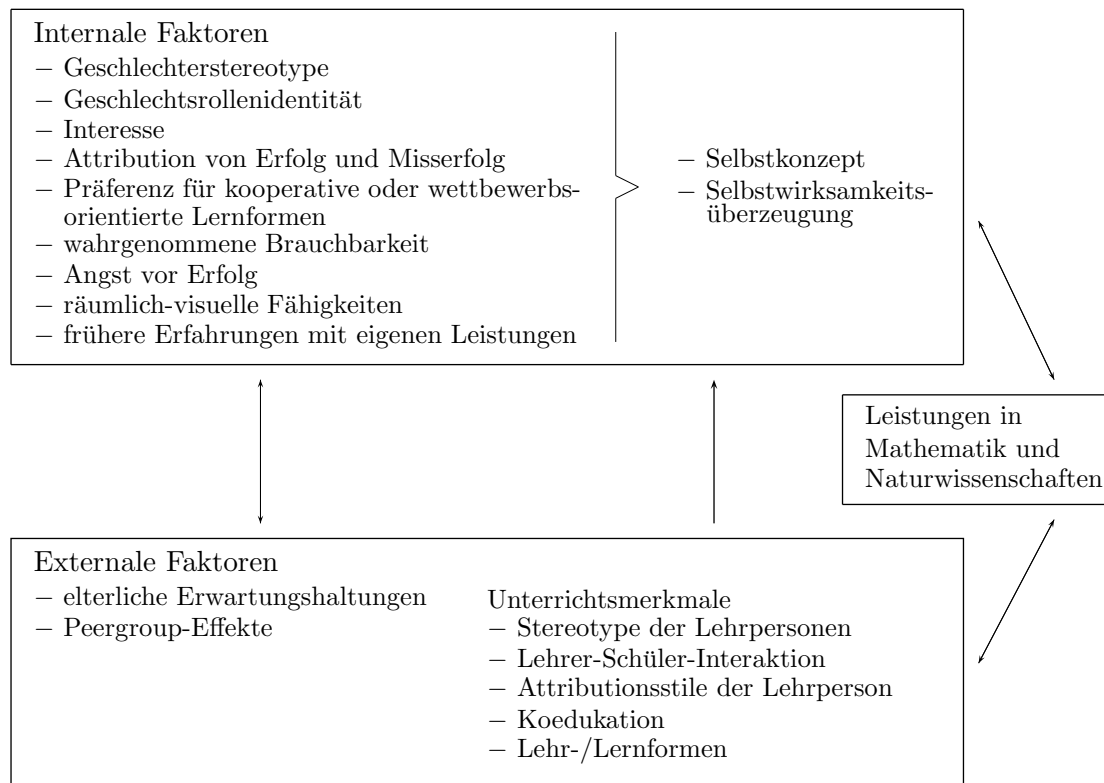 Internale Faktoren
– Geschlechterstereotype
– Geschlechtsrollenidentität
– Interesse
– Attribution von Erfolg und Misserfolg
– Präferenz für kooperative oder wettbewerbs-
orientierte Lernformen
– wahrgenommene Brauchbarkeit
– Angst vor Erfolg
– räumlich-visuelle Fähigkeiten
– frühere Erfahrungen mit eigenen Leistungen
– Selbstkonzept
– Selbstwirksamkeits-
überzeugung
Leistungen in
Mathematik und
Naturwissenschaften
Externale Faktoren
– elterliche Erwartungshaltungen
– Peergroup-Effekte
Unterrichtsmerkmale
– Stereotype der Lehrpersonen
– Lehrer-Schüler-Interaktion
– Attributionsstile der Lehrperson
– Koedukation
– Lehr-/Lernformen